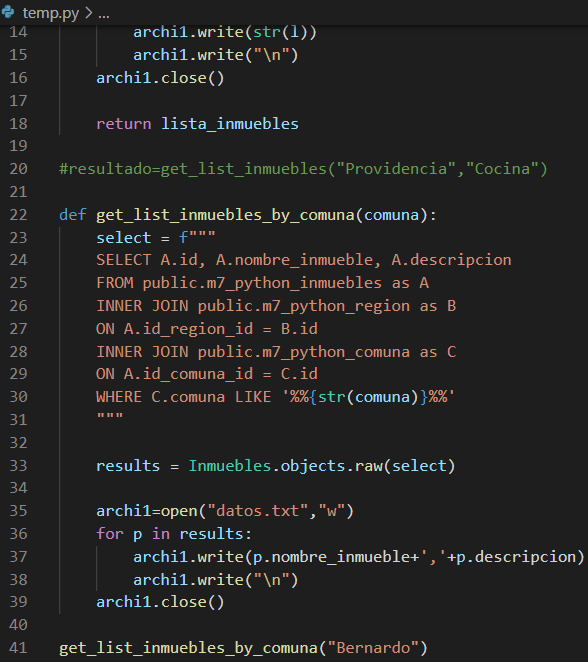 temp.py > ...
14 archi1.write(str(l))
15 archi1.write("\n")
16 archi1.close()
17
18 return lista_inmuebles
19
20 #resultado=get_list_inmuebles("Providencia","Cocina")
21
22 def get_list_inmuebles_by_comuna(comuna):
23 select = f"""
24 SELECT A.id, A.nombre_inmueble, A.descripcion
25 FROM public.m7_python_inmuebles as A
26 INNER JOIN public.m7_python_region as B
27 ON A.id_region_id = B.id
28 INNER JOIN public.m7_python_comuna as C
29 ON A.id_comuna_id = C.id
30 WHERE C.comuna LIKE '%%{str(comuna)}%%'
31 """
32
33 results = Inmuebles.objects.raw(select)
34
35 archi1=open("datos.txt","w")
36 for p in results:
37 archi1.write(p.nombre_inmueble+','+p.descripcion)
38 archi1.write("\n")
39 archi1.close()
40
41 get_list_inmuebles_by_comuna("Bernardo")